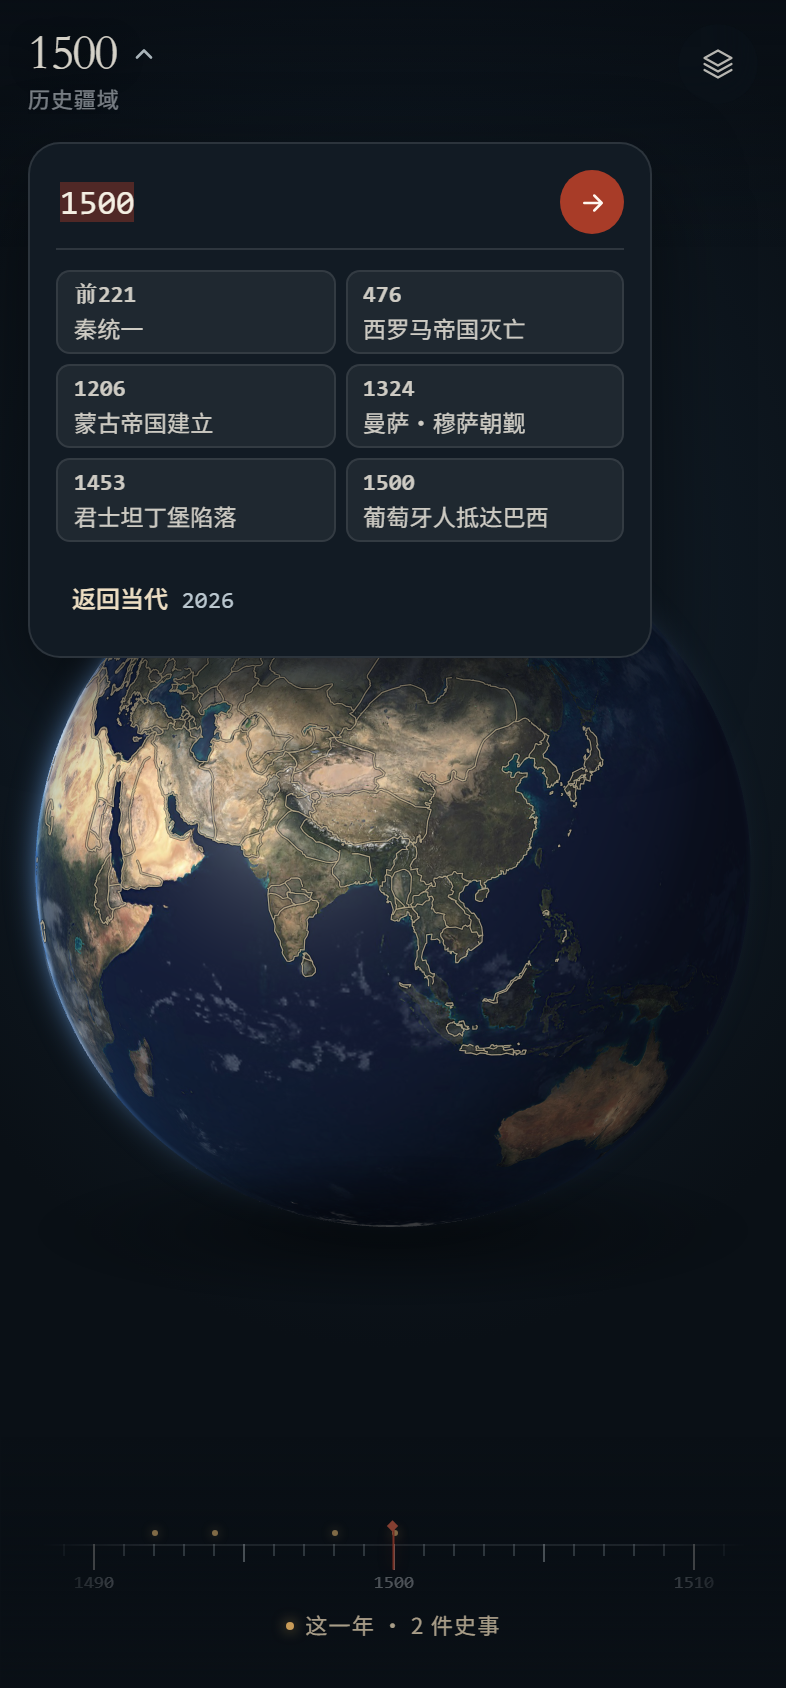 1500
历史疆域
1500
前221
秦统一
476
西罗马帝国灭亡
1206
蒙古帝国建立
1324
曼萨·穆萨朝觐
1453
君士坦丁堡陷落
1500
葡萄牙人抵达巴西
返回当代 2026
1490 1500 1510
这一年 · 2 件史事